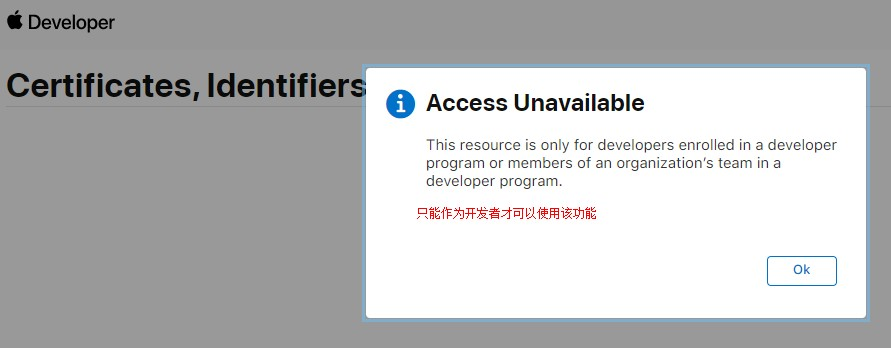 Developer
Certificates, Identifiers
Access Unavailable
This resource is only for developers enrolled in a developer
program or members of an organization's team in a
developer program.
只能作为开发者才可以使用该功能
Ok